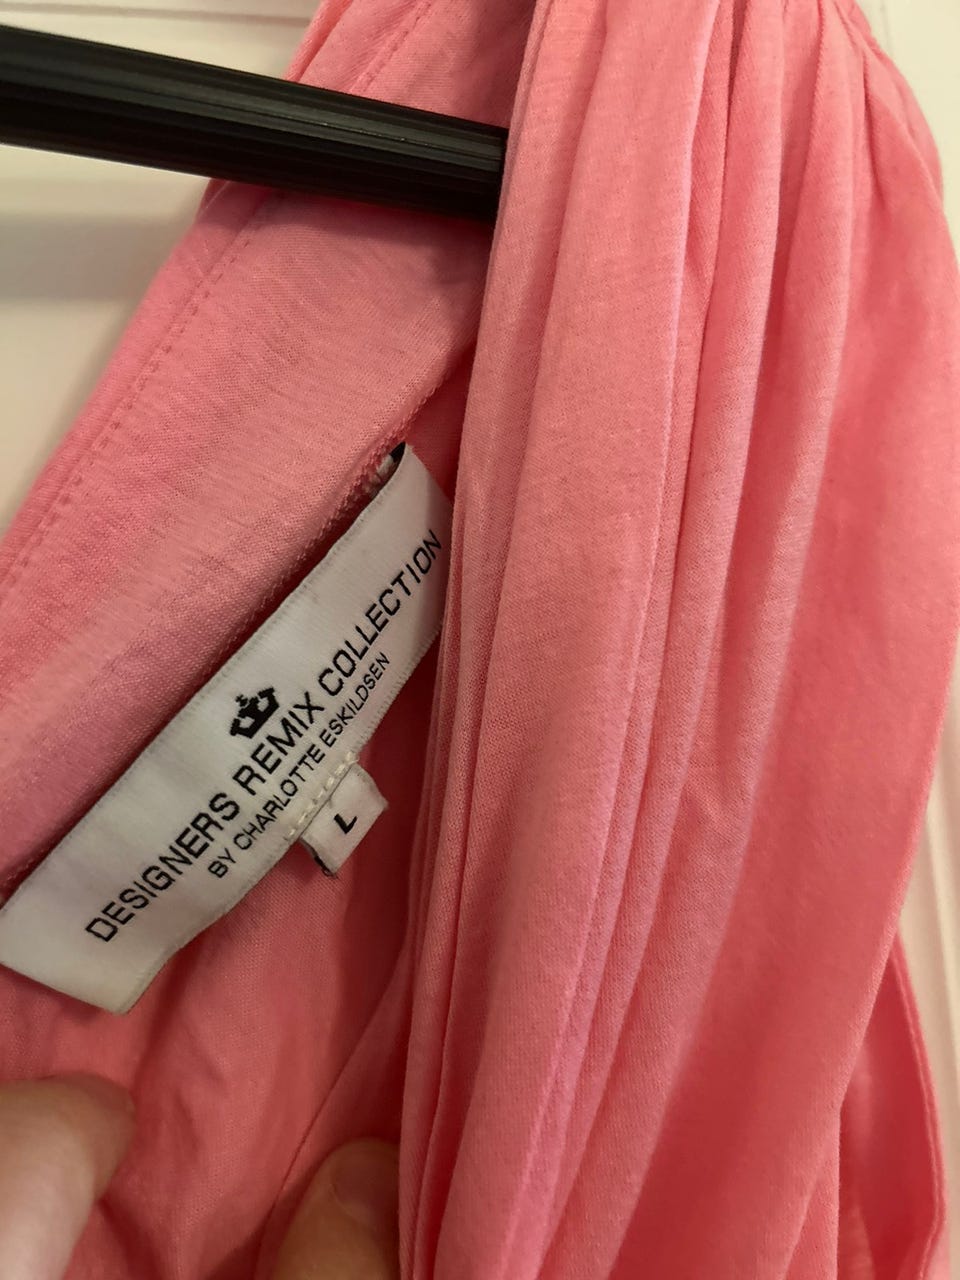 DESIGNERS REMIX COLLECTION
BY CHARLOTTE ESKILDSEN
L